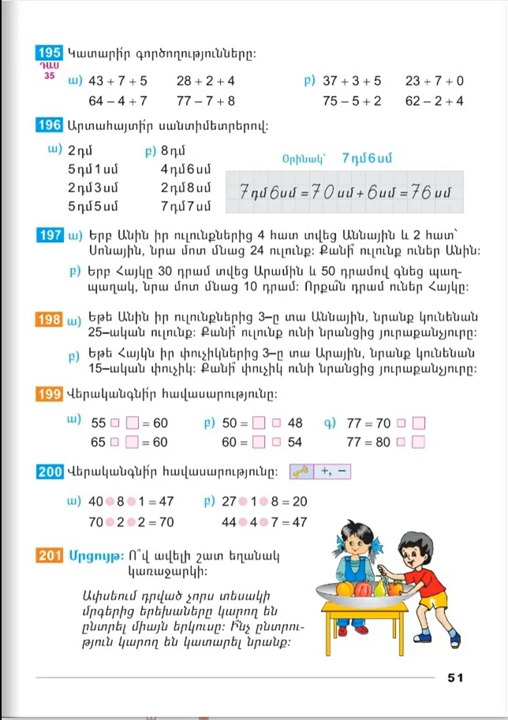 195 Կատարի՛ր գործողությունները:
ԴԱՍ 35
ա) 43 + 7 + 5 28 + 2 + 4 բ) 37 + 3 + 5 23 + 7 + 0
64 – 4 + 7 77 – 7 + 8 75 – 5 + 2 62 – 2 + 4
196 Արտահայտի՛ր սանտիմետրերով:
ա) 2 դմ բ) 8 դմ Օրինակ՝ 7 դմ 6 սմ
5 դմ 1 սմ 4 դմ 6 սմ
2 դմ 3 սմ 2 դմ 8 սմ 7 դմ 6 սմ = 70 սմ + 6 սմ = 76 սմ
5 դմ 5 սմ 7 դմ 7 սմ
197 ա) Երբ Անին իր ուլունքներից 4 հատ տվեց Աննային և 2 հատ՝
Սոնային, նրա մոտ մնաց 24 ուլունք: Քանի՞ ուլունք ուներ Անին:
բ) Երբ Հայկը 30 դրամ տվեց Արամին և 50 դրամով գնեց պաղ-
պաղակ, նրա մոտ մնաց 10 դրամ: Որքա՞ն դրամ ուներ Հայկը:
198 ա) Եթե Անին իր ուլունքներից 3–ը տա Աննային, նրանք կունենան
25–ական ուլունք: Քանի՞ ուլունք ունի նրանցից յուրաքանչյուրը:
բ) Եթե Հայկն իր փուչիկներից 3–ը տա Արային, նրանք կունենան
15–ական փուչիկ: Քանի՞ փուչիկ ունի նրանցից յուրաքանչյուրը:
199 Վերականգնի՛ր հավասարությունը:
ա) 55 □ □ = 60 բ) 50 = □ □ 48 գ) 77 = 70 □ □
65 □ □ = 60 60 = □ □ 54 77 = 80 □ □
200 Վերականգնի՛ր հավասարությունը: +, –
ա) 40 ● 8 ● 1 = 47 բ) 27 ● 1 ● 8 = 20
70 ● 2 ● 2 = 70 44 ● 4 ● 7 = 47
201 Մրցույթ: Ո՞վ ավելի շատ եղանակ
կառաջարկի:
Ափսեում դրված չորս տեսակի
մրգերից երեխաները կարող են
ընտրել միայն երկուսը: Ի՞նչ ընտրու-
թյուն կարող են կատարել նրանք:
51